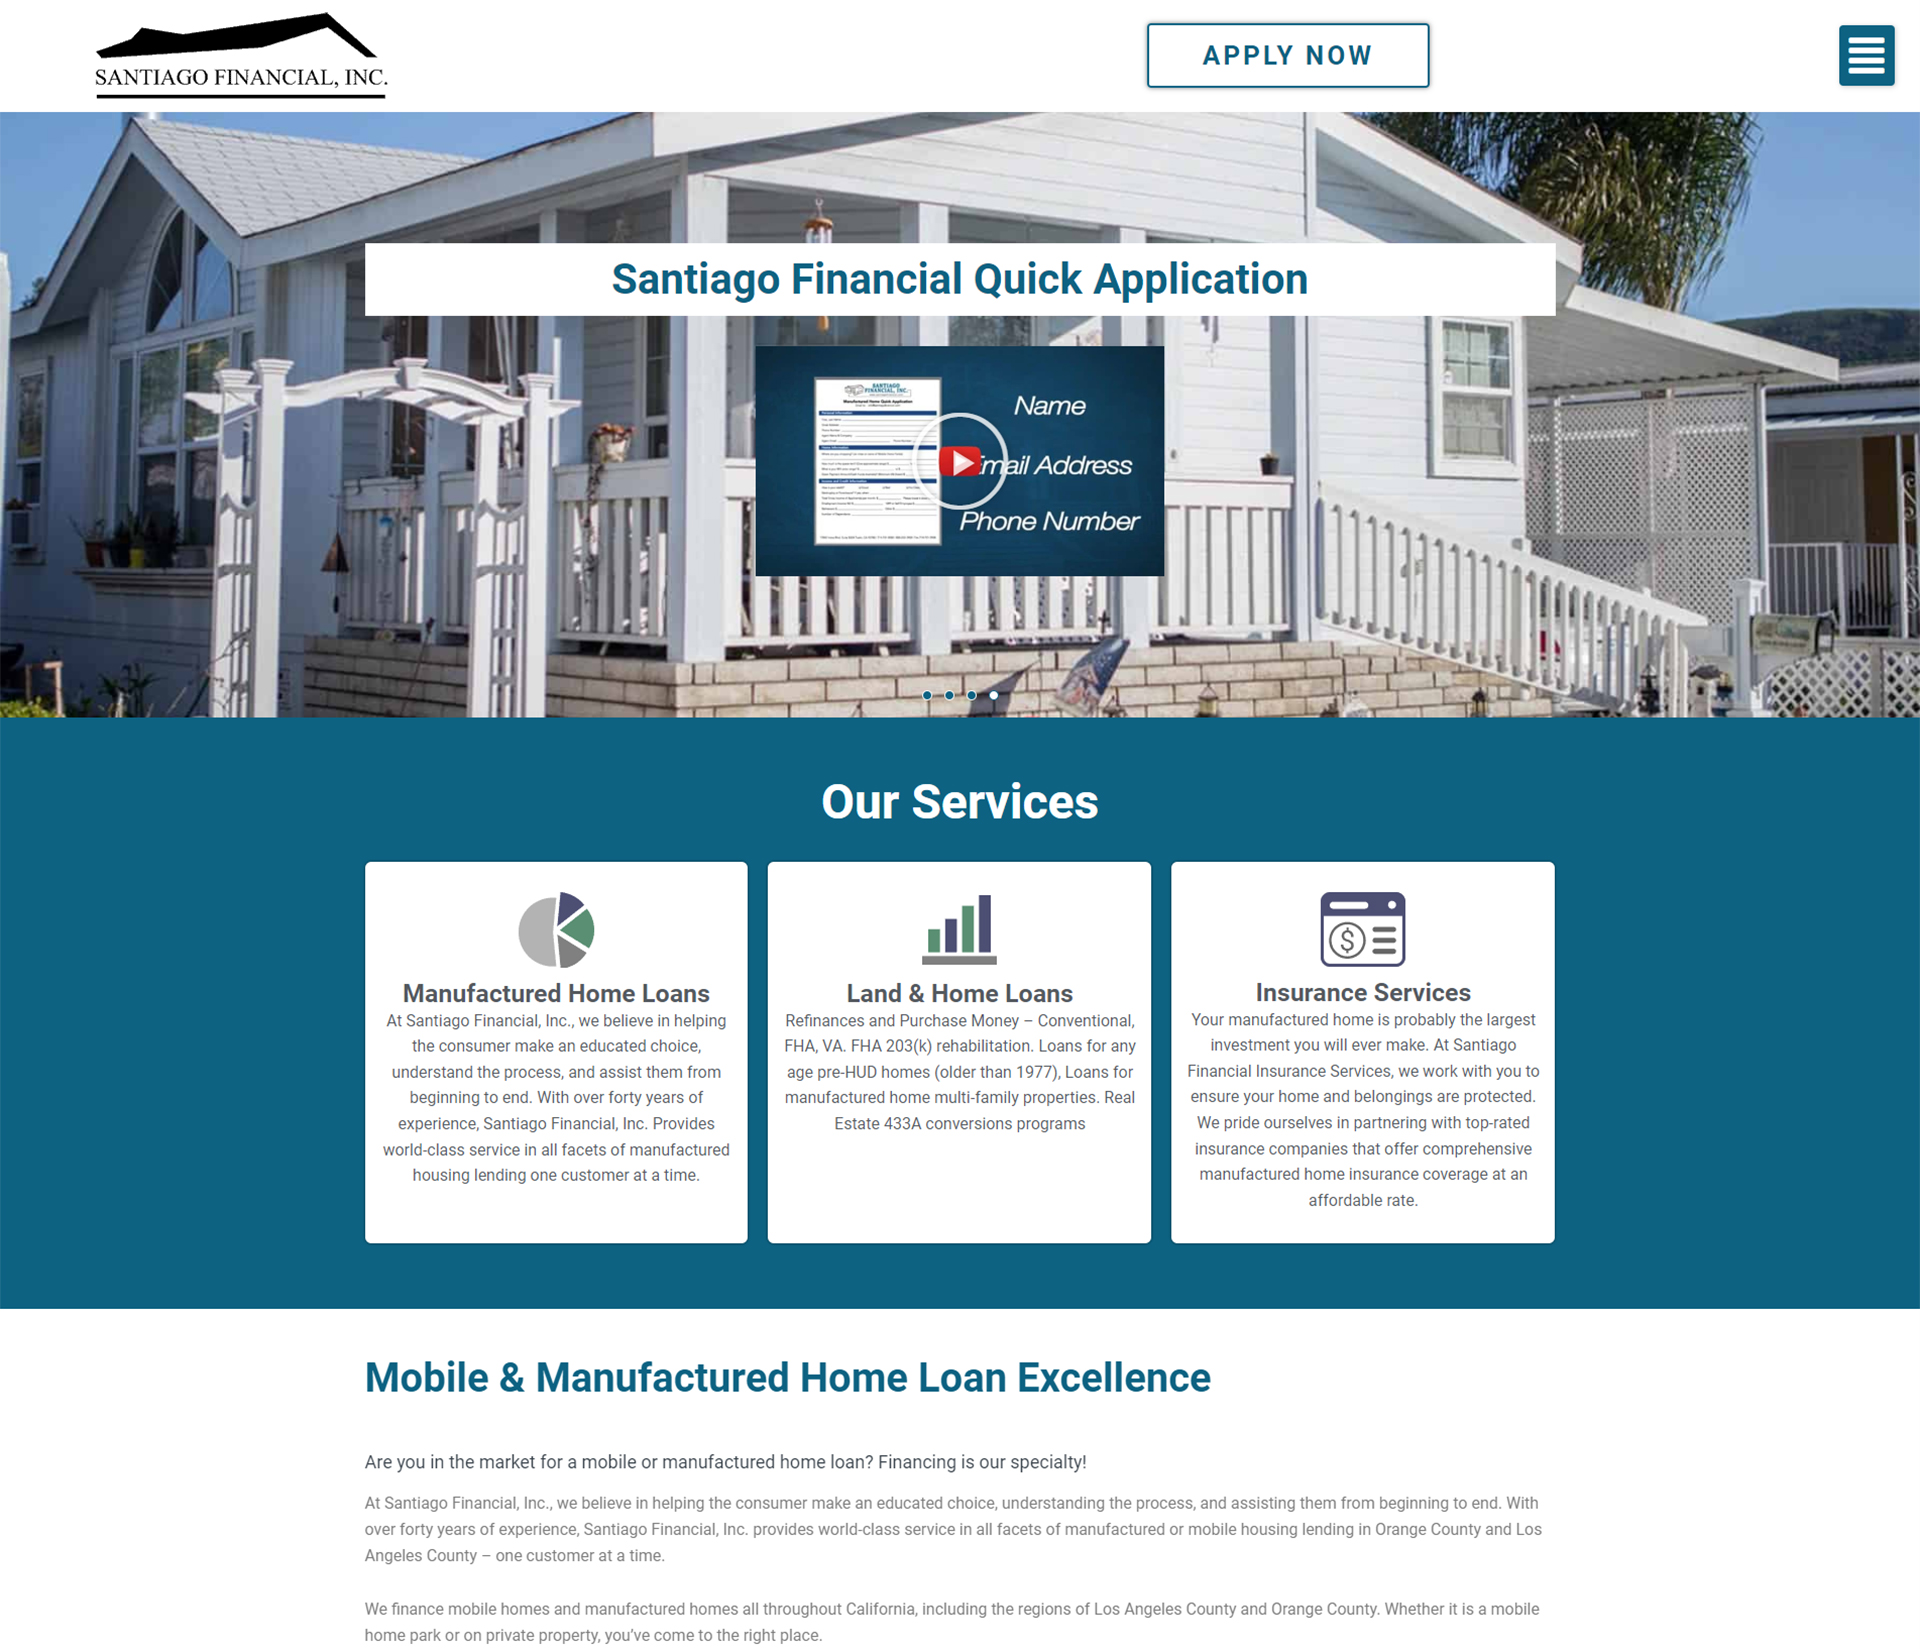 SANTIAGO FINANCIAL, INC.
APPLY NOW
Santiago Financial Quick Application
SANTIAGO
FINANCIAL, INC.
Manufactured Home Quick Application
Name
Email Address
Phone Number
Our Services
Manufactured Home Loans
At Santiago Financial, Inc., we believe in helping
the consumer make an educated choice,
understand the process, and assist them from
beginning to end. With over forty years of
experience, Santiago Financial, Inc. Provides
world-class service in all facets of manufactured
housing lending one customer at a time.
Land & Home Loans
Refinances and Purchase Money – Conventional,
FHA, VA. FHA 203(k) rehabilitation. Loans for any
age pre-HUD homes (older than 1977), Loans for
manufactured home multi-family properties. Real
Estate 433A conversions programs
Insurance Services
Your manufactured home is probably the largest
investment you will ever make. At Santiago
Financial Insurance Services, we work with you to
ensure your home and belongings are protected.
We pride ourselves in partnering with top-rated
insurance companies that offer comprehensive
manufactured home insurance coverage at an
affordable rate.
Mobile & Manufactured Home Loan Excellence
Are you in the market for a mobile or manufactured home loan? Financing is our specialty!
At Santiago Financial, Inc., we believe in helping the consumer make an educated choice, understanding the process, and assisting them from beginning to end. With
over forty years of experience, Santiago Financial, Inc. provides world-class service in all facets of manufactured or mobile housing lending in Orange County and Los
Angeles County – one customer at a time.
We finance mobile homes and manufactured homes all throughout California, including the regions of Los Angeles County and Orange County. Whether it is a mobile
home park or on private property, you've come to the right place.